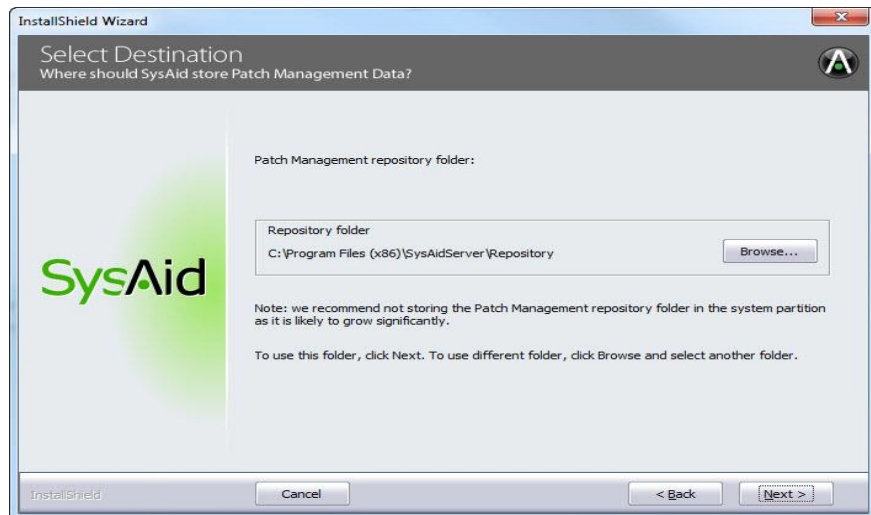 InstallShield Wizard
Select Destination
Where should SysAid store Patch Management Data?
Patch Management repository folder:
Repository folder
C:\Program Files (x86)\SysAidServer\Repository
Browse...
SysAid
Note: we recommend not storing the Patch Management repository folder in the system partition
as it is likely to grow significantly.
To use this folder, click Next. To use different folder, click Browse and select another folder.
InstallShield
Cancel
< Back
Next >